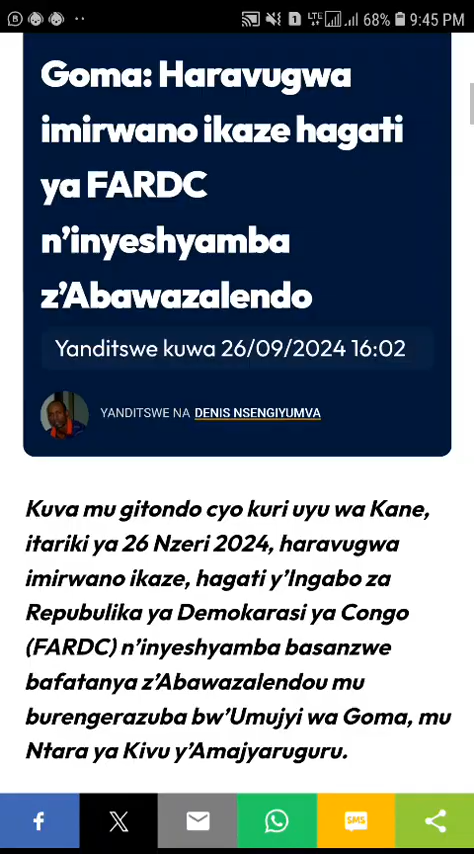 68% 9:45 PM
Goma: Haravugwa
imirwano ikaze hagati
ya FARDC
n'inyeshyamba
z'Abawazalendo
Yanditswe kuwa 26/09/2024 16:02
YANDITSWE NA DENIS NSENGIYUMVA
Kuva mu gitondo cyo kuri uyu wa Kane,
itariki ya 26 Nzeri 2024, haravugwa
imirwano ikaze, hagati y'Ingabo za
Repubulika ya Demokarasi ya Congo
(FARDC) n'inyeshyamba basanzwe
bafatanya z'Abawazalendou mu
burengerazuba bw'Umujyi wa Goma, mu
Ntara ya Kivu y'Amajyaruguru.
SMS